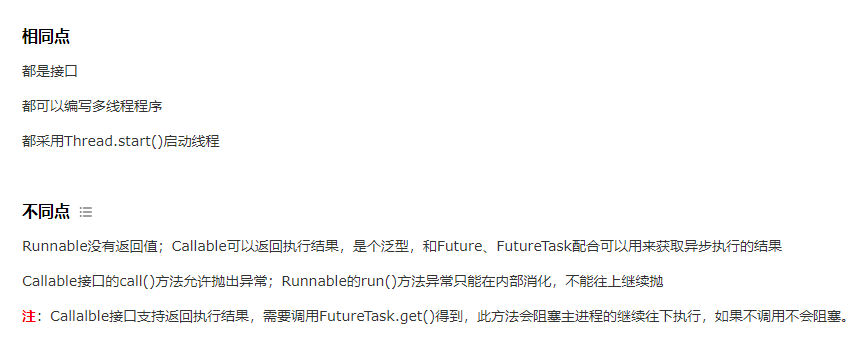 相同点
都是接口
都可以编写多线程程序
都采用Thread.start()启动线程
不同点
Runnable没有返回值；Callable可以返回执行结果，是个泛型，和Future、FutureTask配合可以用来获取异步执行的结果
Callable接口的call()方法允许抛出异常；Runnable的run()方法异常只能在内部消化，不能往上继续抛
注：Callalble接口支持返回执行结果，需要调用FutureTask.get()得到，此方法会阻塞主进程的继续往下执行，如果不调用不会阻塞。